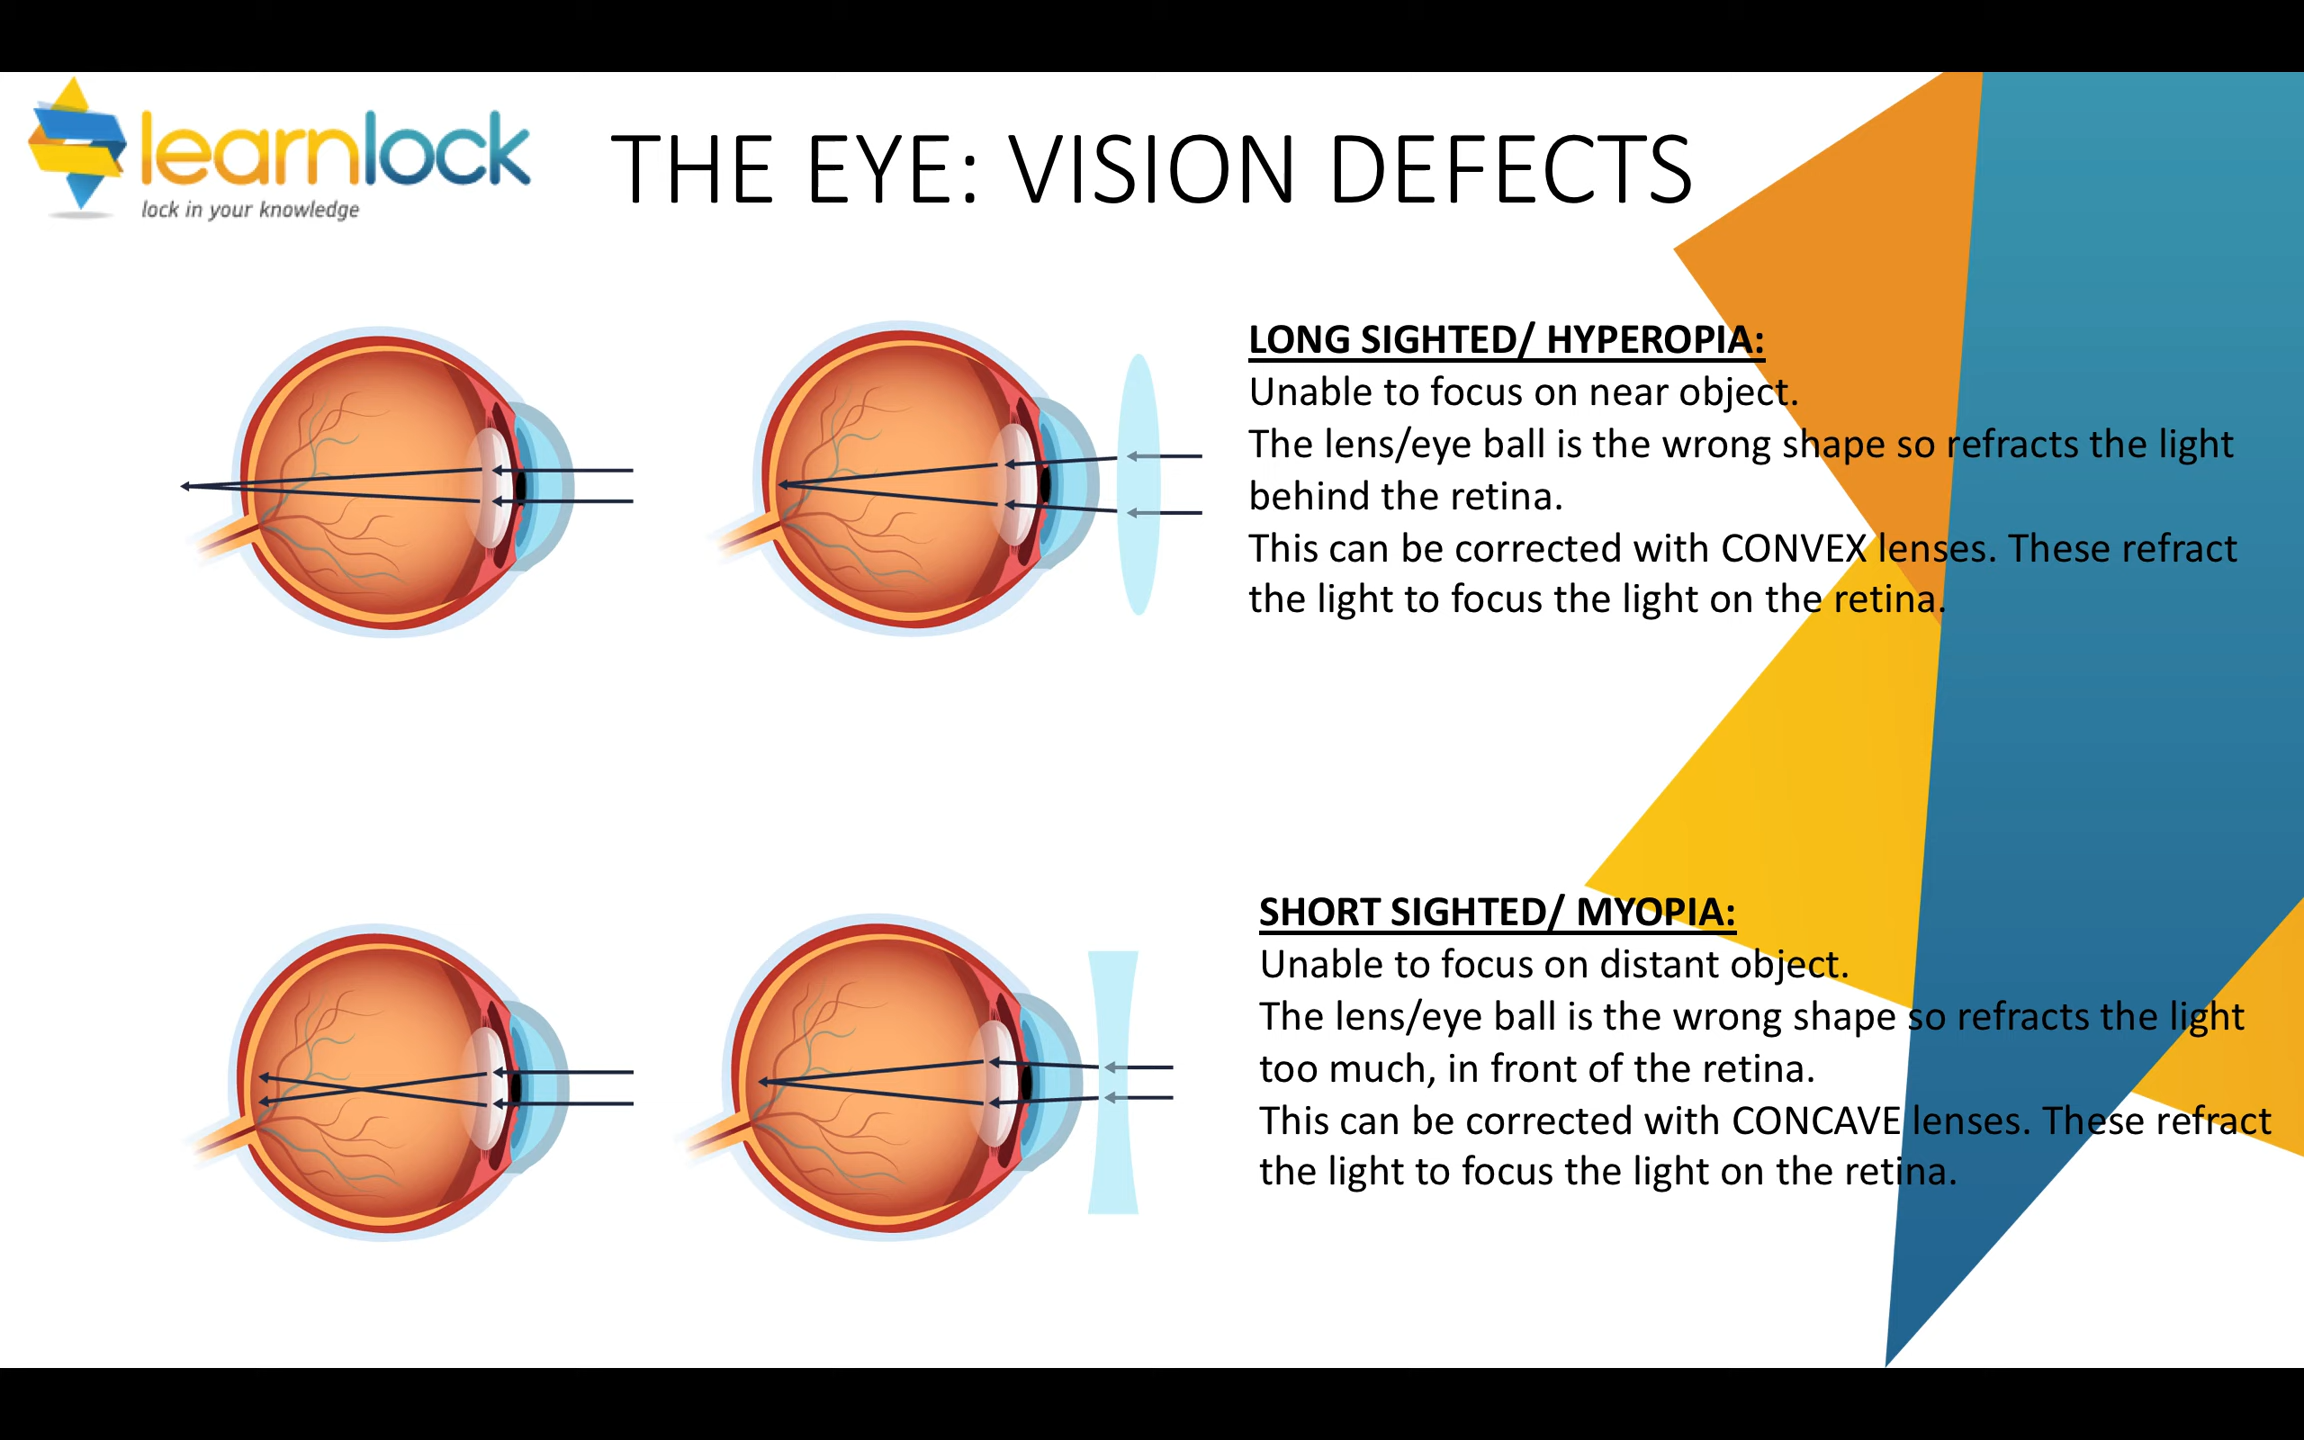 learnlock
lock in your knowledge
THE EYE: VISION DEFECTS
LONG SIGHTED/ HYPEROPIA:
Unable to focus on near object.
The lens/eye ball is the wrong shape so refracts the light
behind the retina.
This can be corrected with CONVEX lenses. These refract
the light to focus the light on the retina.
SHORT SIGHTED/ MYOPIA:
Unable to focus on distant object.
The lens/eye ball is the wrong shape so refracts the light
too much, in front of the retina.
This can be corrected with CONCAVE lenses. These refract
the light to focus the light on the retina.